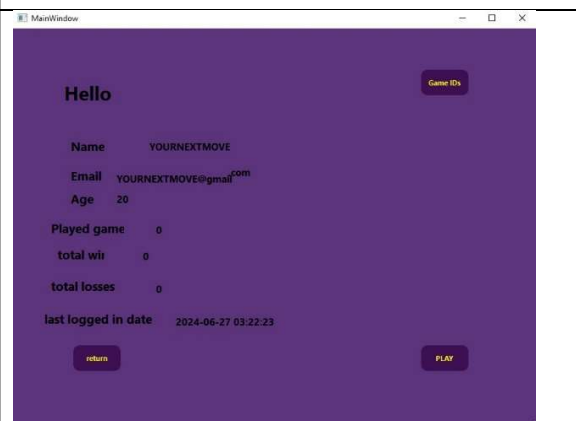 MainWindow
Game IDs
Hello
Name YOURNEXTMOVE
Email YOURNEXTMOVE@gmail com
Age 20
Played game 0
total wir 0
total losses 0
last logged in date 2024-06-27 03:22:23
return PLAY